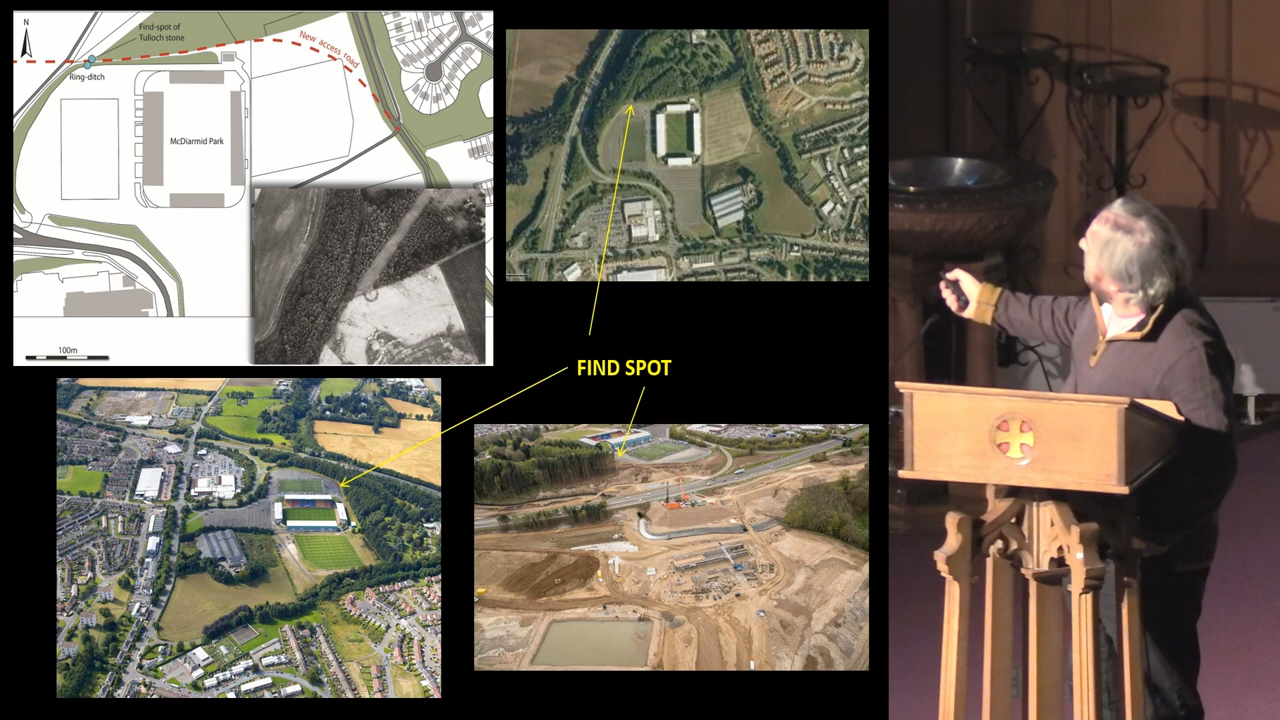 N
Find-spot of
Tulloch stone
New access road
Ring-ditch
McDiarmid Park
100m
FIND SPOT